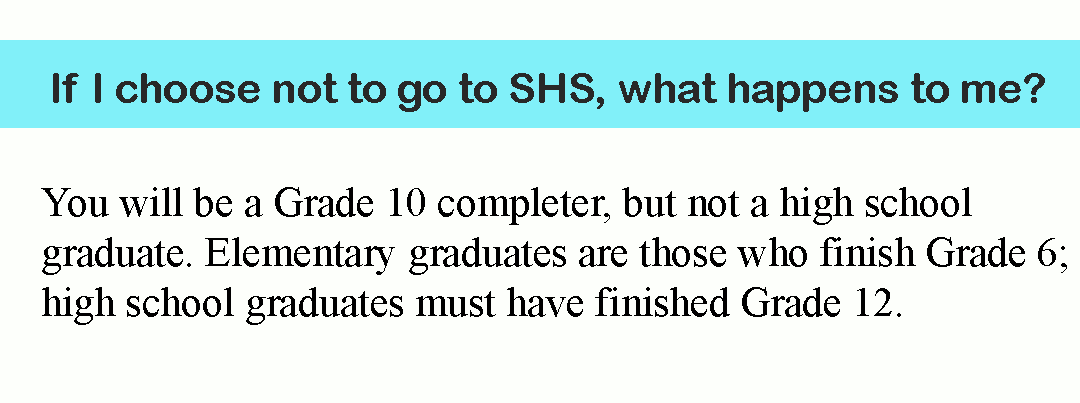 If I choose not to go to SHS, what happens to me?
You will be a Grade 10 completer, but not a high school
graduate. Elementary graduates are those who finish Grade 6;
high school graduates must have finished Grade 12.